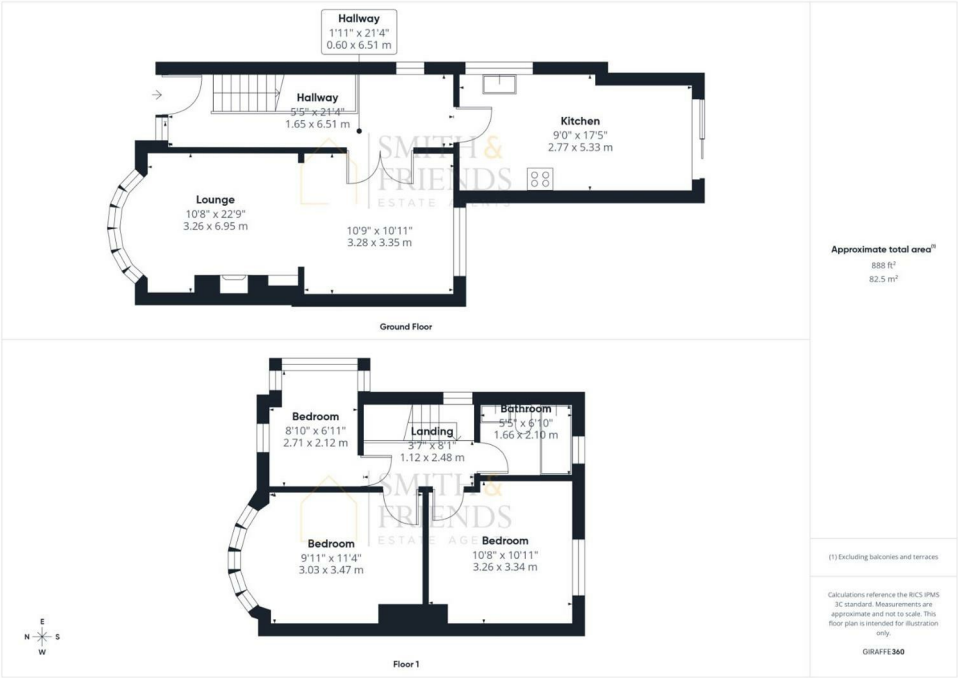 Hallway
1'11" x 21'4"
0.60 x 6.51 m
Hallway
5'5" x 21'4"
1.65 x 6.51 m
Kitchen
9'0" x 17'5"
2.77 x 5.33 m
SMITH &
FRIENDS
ESTATE AGENTS
Lounge
10'8" x 22'9"
3.26 x 6.95 m
10'9" x 10'11"
3.28 x 3.35 m
Ground Floor
Approximate total area(1)
888 ft²
82.5 m²
Bedroom
8'10" x 6'11"
2.71 x 2.12 m
Landing
3'7" x 8'1"
1.12 x 2.48 m
Bathroom
5'5" x 6'10"
1.66 x 2.10 m
SMITH &
FRIENDS
ESTATE AGENTS
Bedroom
9'11" x 11'4"
3.03 x 3.47 m
Bedroom
10'8" x 10'11"
3.26 x 3.34 m
E
N S
W
Floor 1
(1) Excluding balconies and terraces
Calculations reference the RICS IPMS
3C standard. Measurements are
approximate and not to scale. This
floor plan is intended for illustration
only.
GIRAFFE360